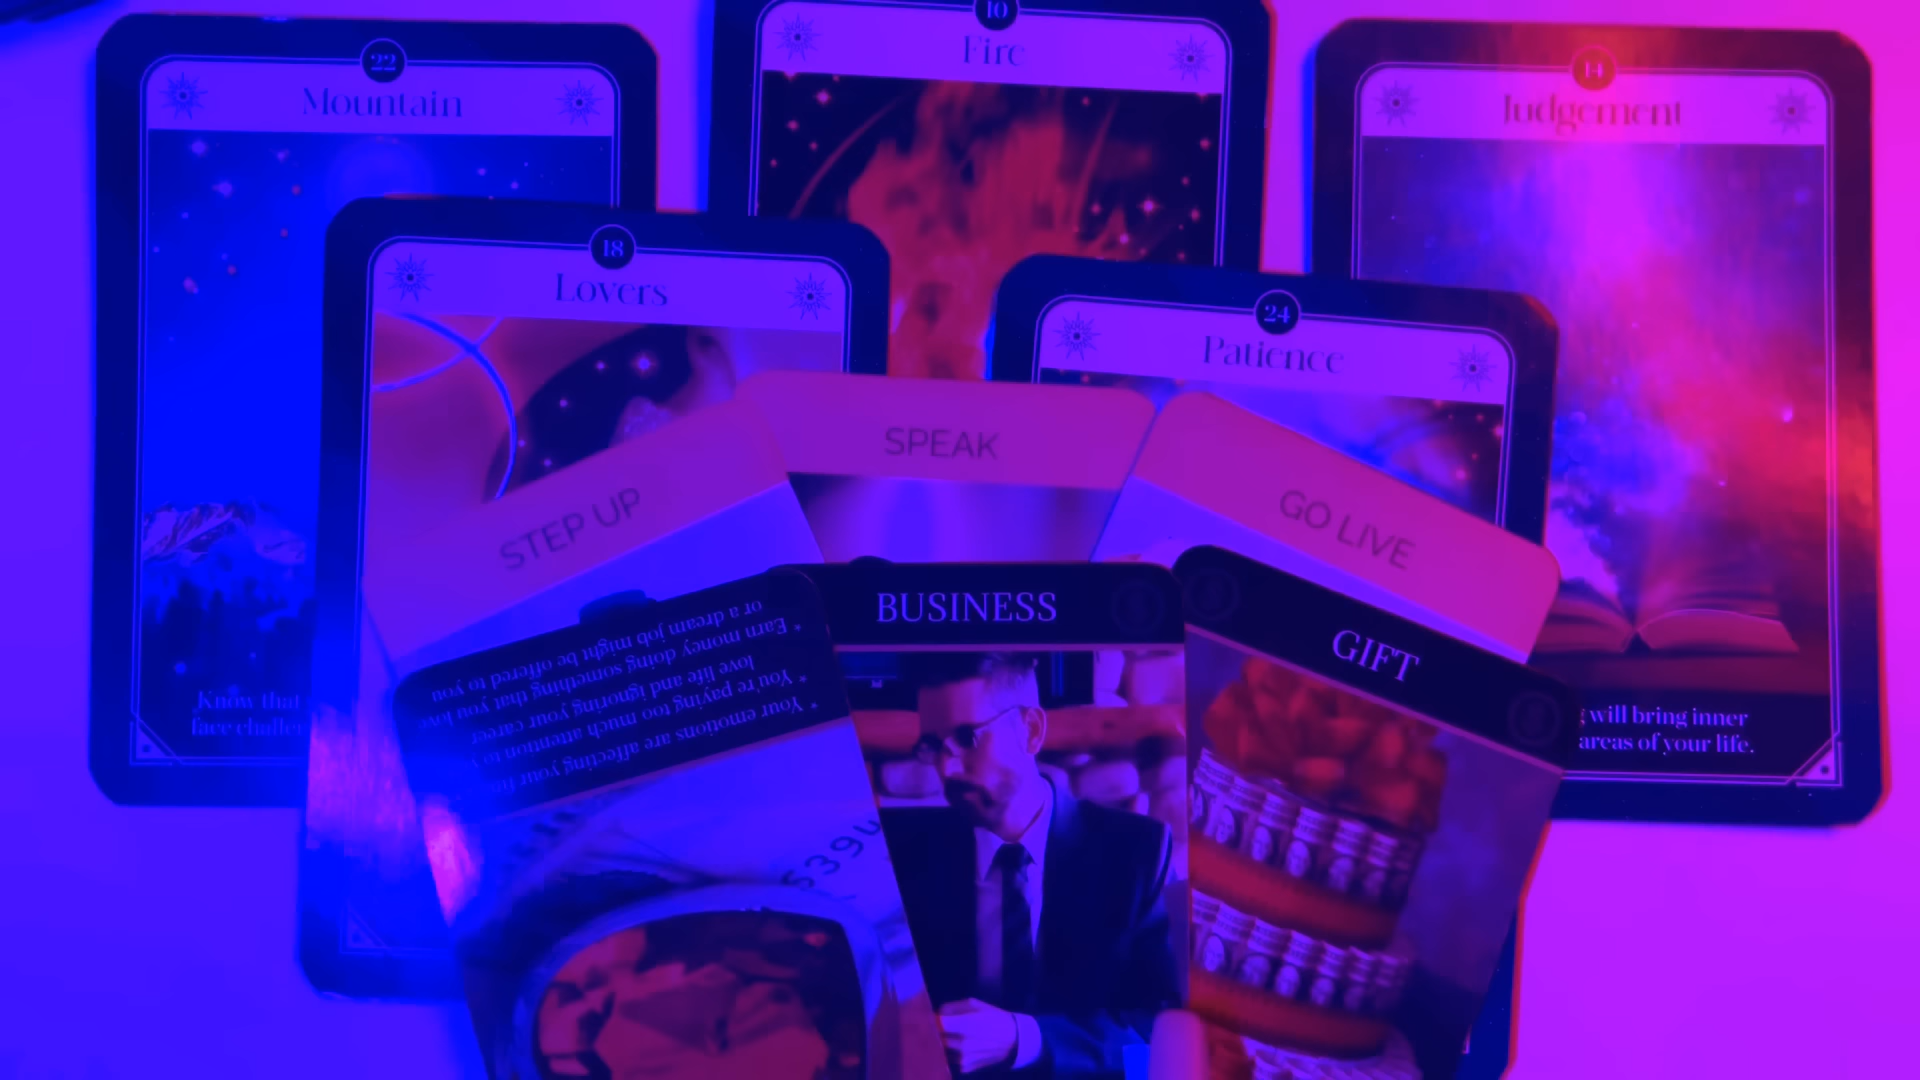 22
Mountain
Know that
10
Fire
14
Judgement
will bring inner
areas of your life.
18
Lovers
24
Patience
STEP UP
SPEAK
GO LIVE
* Your emotions are affecting your
* You're paying too much attention to
love life and ignoring your career
* Earn money doing something that you love
or a dream job might be offered to you
BUSINESS
GIFT